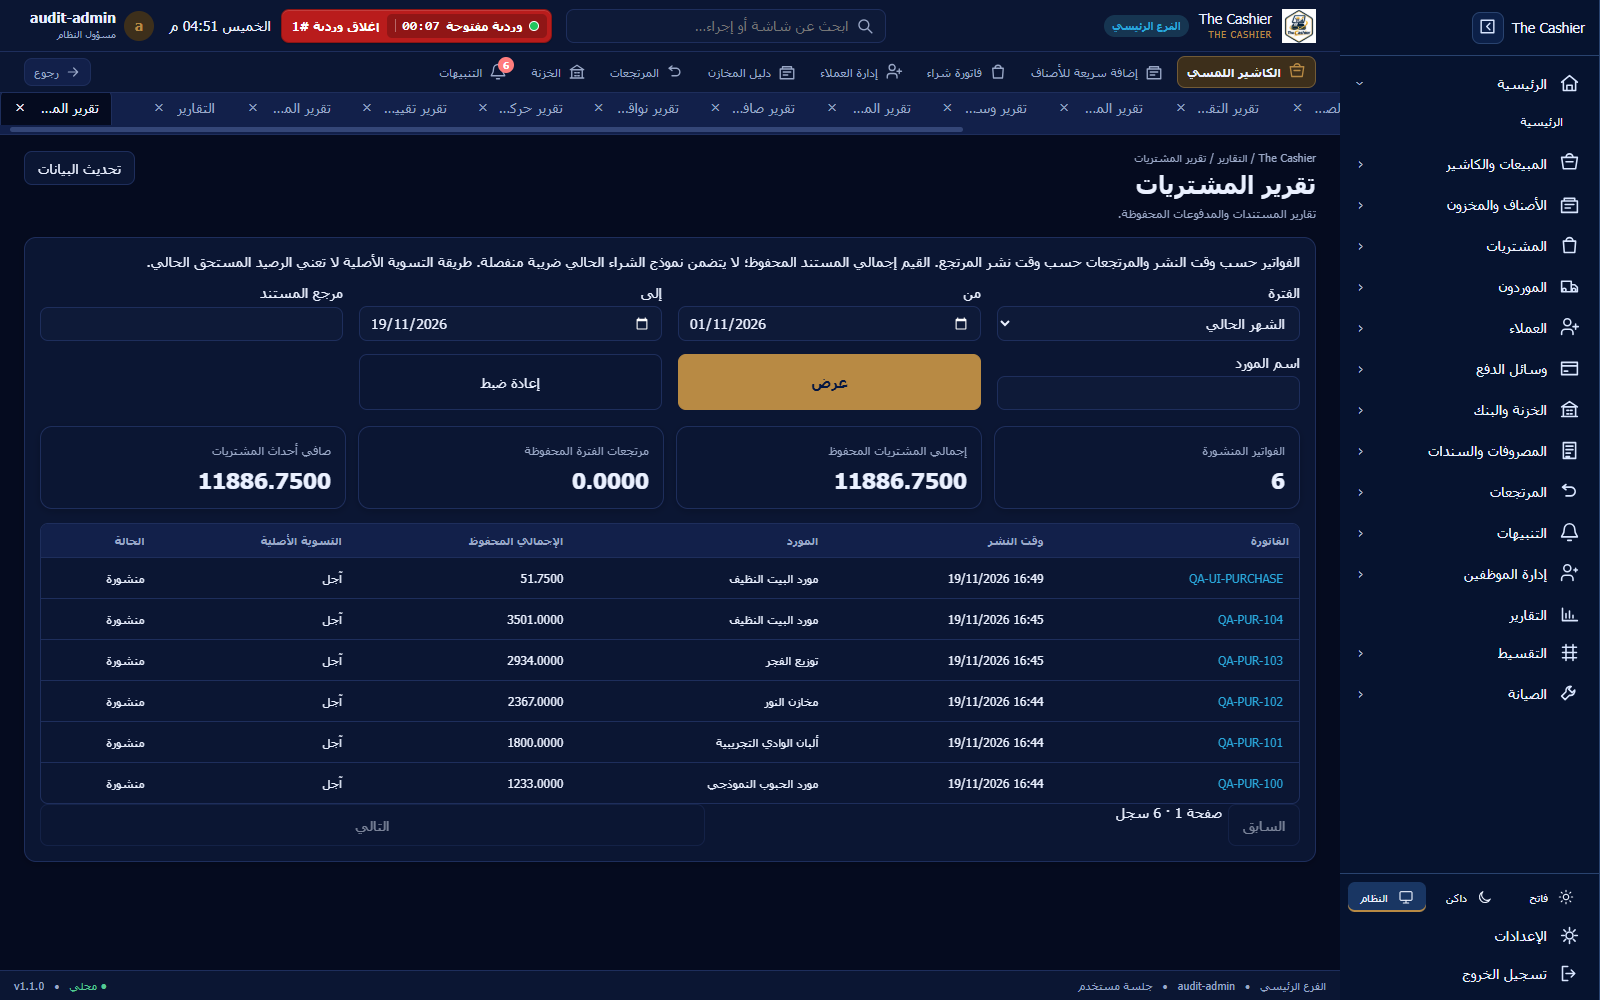 The Cashier
الرئيسية
الرئيسية
المبيعات والكاشير
الأصناف والمخزون
المشتريات
الموردون
العملاء
وسائل الدفع
الخزنة والبنك
المصروفات والسندات
المرتجعات
التنبيهات
إدارة الموظفين
التقارير
التقسيط
الصيانة
فاتح
داكن
النظام
الإعدادات
تسجيل الخروج
The Cashier
THE CASHIER
الفرع الرئيسي
ابحث عن شاشة أو إجراء...
وردية مفتوحة 00:07
إغلاق وردية #1
الخميس 04:51 م
a
audit-admin
مسؤول النظام
الكاشير اللمسي
إضافة سريعة للأصناف
فاتورة شراء
إدارة العملاء
دليل المخازن
المرتجعات
الخزنة
التنبيهات
6
رجوع
الص...
تقرير التق...
تقرير الم...
تقرير وس...
تقرير الم...
تقرير صاف...
تقرير نواق...
تقرير حرك...
تقرير تقيي...
تقرير الم...
التقارير
تقرير الم...
The Cashier / التقارير / تقرير المشتريات
تقرير المشتريات
تقارير المستندات والمدفوعات المحفوظة.
تحديث البيانات
الفواتير حسب وقت النشر والمرتجعات حسب وقت نشر المرتجع. القيم إجمالي المستند المحفوظ؛ لا يتضمن نموذج الشراء الحالي ضريبة منفصلة. طريقة التسوية الأصلية لا تعني الرصيد المستحق الحالي.
الفترة
الشهر الحالي
من
01/11/2026
إلى
19/11/2026
مرجع المستند
اسم المورد
عرض
إعادة ضبط
الفواتير المنشورة
6
إجمالي المشتريات المحفوظ
11886.7500
مرتجعات الفترة المحفوظة
0.0000
صافي أحداث المشتريات
11886.7500
الفاتورة وقت النشر المورد الإجمالي المحفوظ التسوية الأصلية الحالة
QA-UI-PURCHASE 19/11/2026 16:49 مورد البيت النظيف 51.7500 آجل منشورة
QA-PUR-104 19/11/2026 16:45 مورد البيت النظيف 3501.0000 آجل منشورة
QA-PUR-103 19/11/2026 16:45 توزيع الفجر 2934.0000 آجل منشورة
QA-PUR-102 19/11/2026 16:44 مخازن النور 2367.0000 آجل منشورة
QA-PUR-101 19/11/2026 16:44 ألبان الوادي التجريبية 1800.0000 آجل منشورة
QA-PUR-100 19/11/2026 16:44 مورد الحبوب النموذجي 1233.0000 آجل منشورة
السابق
صفحة 1 · 6 سجل
التالي
الفرع الرئيسي • audit-admin • جلسة مستخدم
محلي • v1.1.0